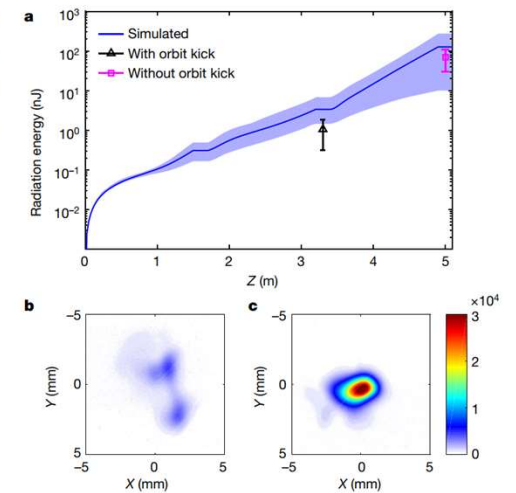 a
Simulated
With orbit kick
Without orbit kick
Radiation energy (nJ)
10³
10²
10¹
10⁰
10⁻¹
10⁻²
0 1 2 3 4 5
Z (m)
b
Y (mm)
−5
0
5
−5 0 5
X (mm)
c
Y (mm)
−5
0
5
−5 0 5
X (mm)
×10⁴
3
2
1
0